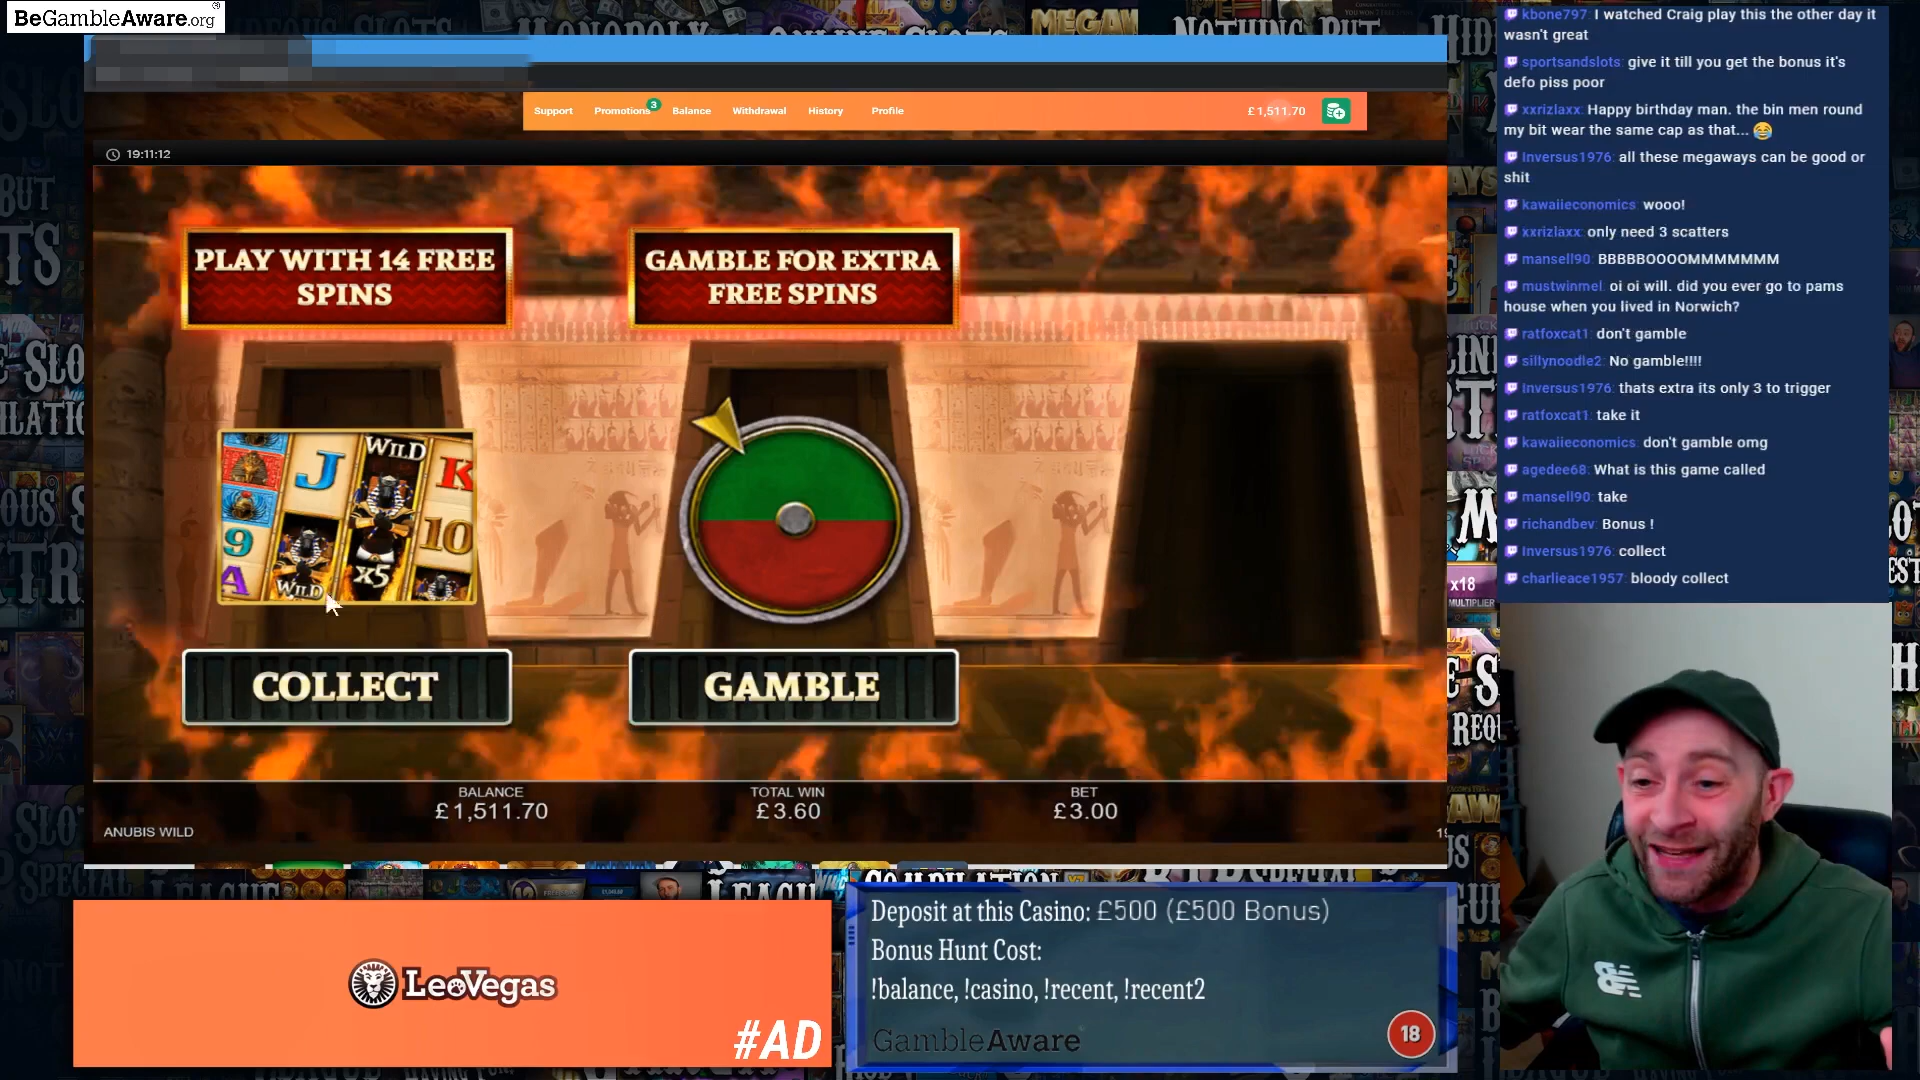 BeGambleAware.org®
Support
Promotions
3
Balance
Withdrawal
History
Profile
£1,511.70
19:11:12
PLAY WITH 14 FREE
SPINS
GAMBLE FOR EXTRA
FREE SPINS
J
WILD
K
9
10
A
WILD
x5
COLLECT
GAMBLE
BALANCE
£1,511.70
TOTAL WIN
£3.60
BET
£3.00
ANUBIS WILD
LeoVegas
#AD
Deposit at this Casino: £500 (£500 Bonus)
Bonus Hunt Cost:
!balance, !casino, !recent, !recent2
GambleAware
18
kbone797: I watched Craig play this the other day it
wasn't great
sportsandslots: give it till you get the bonus it's
defo piss poor
xxrizlaxx: Happy birthday man. the bin men round
my bit wear the same cap as that... 😂
Inversus1976: all these megaways can be good or
shit
kawaiieconomics: wooo!
xxrizlaxx: only need 3 scatters
mansell90: BBBBBOOOOMMMMMMM
mustwinmel: oi oi will. did you ever go to pams
house when you lived in Norwich?
ratfoxcat1: don't gamble
sillynoodle2: No gamble!!!!
Inversus1976: thats extra its only 3 to trigger
ratfoxcat1: take it
kawaiieconomics: don't gamble omg
agedee68: What is this game called
mansell90: take
richandbev: Bonus !
Inversus1976: collect
charlieace1957: bloody collect
x18
MULTIPLIER